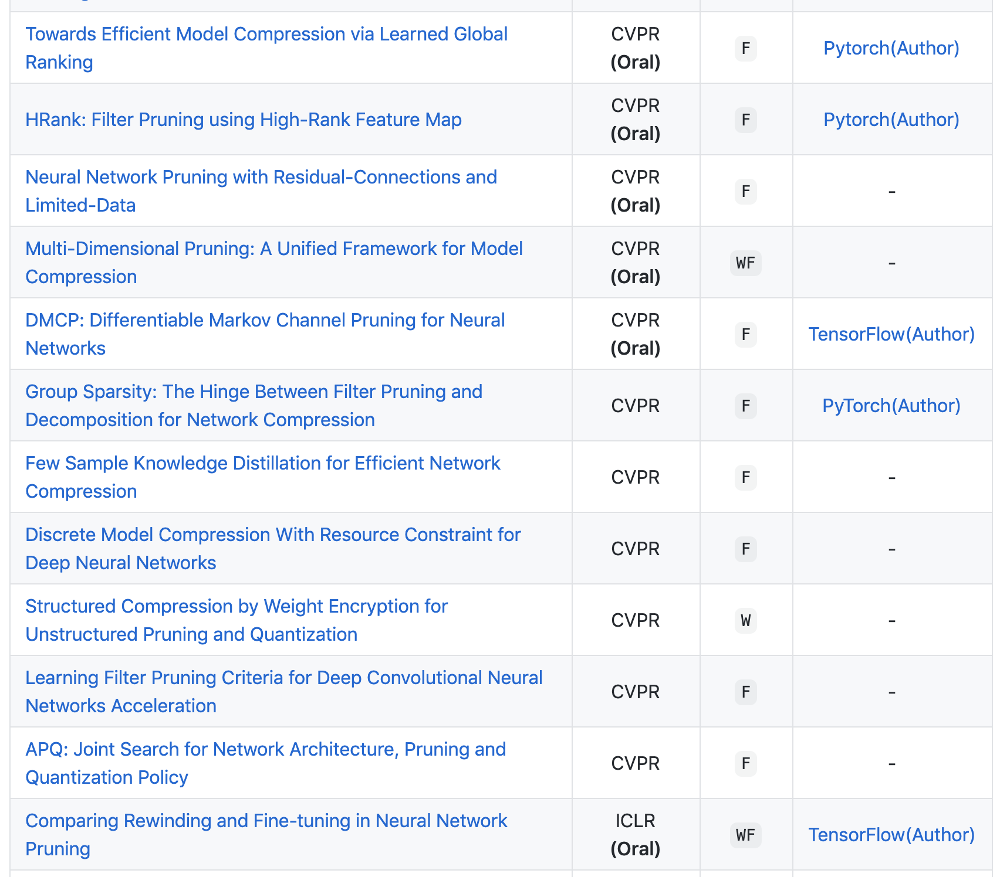 Towards Efficient Model Compression via Learned Global
Ranking
CVPR
(Oral)
F
Pytorch(Author)
HRank: Filter Pruning using High-Rank Feature Map
CVPR
(Oral)
F
Pytorch(Author)
Neural Network Pruning with Residual-Connections and
Limited-Data
CVPR
(Oral)
F
-
Multi-Dimensional Pruning: A Unified Framework for Model
Compression
CVPR
(Oral)
WF
-
DMCP: Differentiable Markov Channel Pruning for Neural
Networks
CVPR
(Oral)
F
TensorFlow(Author)
Group Sparsity: The Hinge Between Filter Pruning and
Decomposition for Network Compression
CVPR
F
PyTorch(Author)
Few Sample Knowledge Distillation for Efficient Network
Compression
CVPR
F
-
Discrete Model Compression With Resource Constraint for
Deep Neural Networks
CVPR
F
-
Structured Compression by Weight Encryption for
Unstructured Pruning and Quantization
CVPR
W
-
Learning Filter Pruning Criteria for Deep Convolutional Neural
Networks Acceleration
CVPR
F
-
APQ: Joint Search for Network Architecture, Pruning and
Quantization Policy
CVPR
F
-
Comparing Rewinding and Fine-tuning in Neural Network
Pruning
ICLR
(Oral)
WF
TensorFlow(Author)